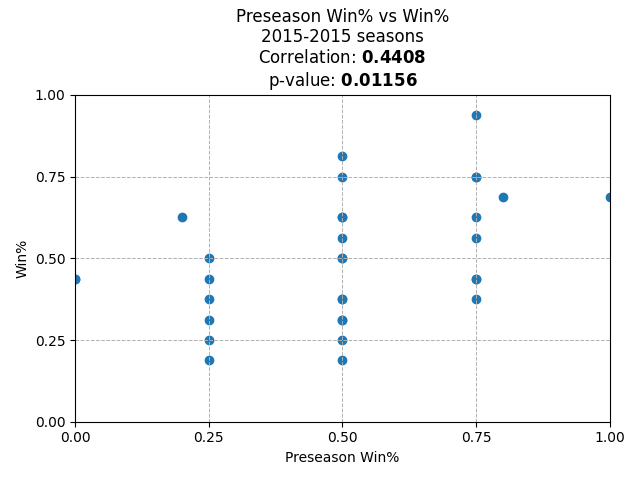 Preseason Win% vs Win%
2015-2015 seasons
Correlation: 0.4408
p-value: 0.01156
1.00
0.75
0.50
0.25
0.00
Win%
0.00 0.25 0.50 0.75 1.00
Preseason Win%